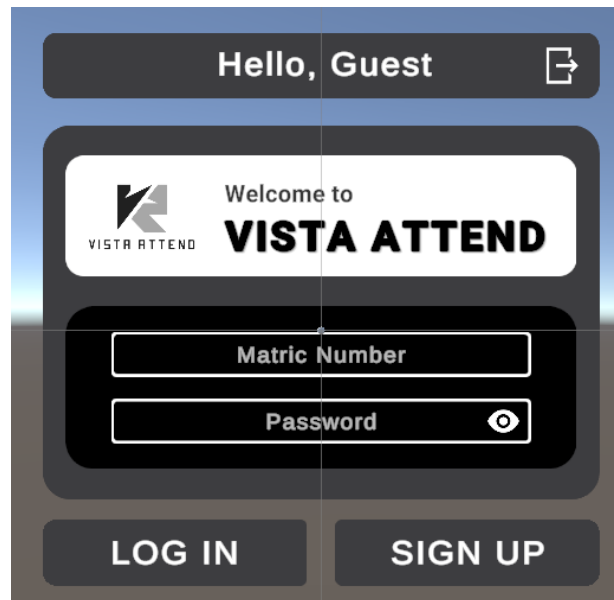 Hello, Guest
Welcome to
VISTA ATTEND
VISTA ATTEND
Matric Number
Password
LOG IN
SIGN UP